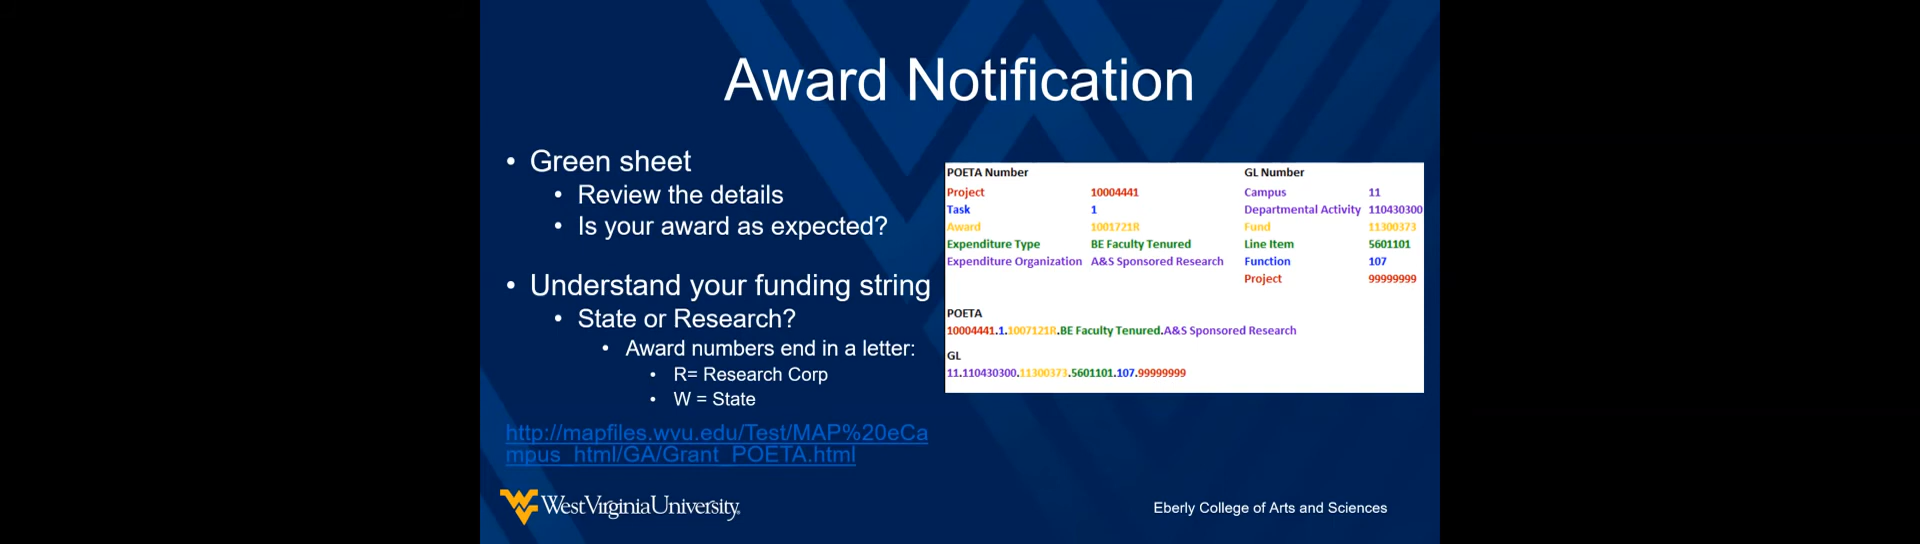 Award Notification
• Green sheet
• Review the details
• Is your award as expected?
• Understand your funding string
• State or Research?
• Award numbers end in a letter:
• R= Research Corp
• W = State
http://mapfiles.wvu.edu/Test/MAP%20eCa
mpus_html/GA/Grant_POETA.html
POETA Number GL Number
Project 10004441 Campus 11
Task 1 Departmental Activity 110430300
Award 1001721R Fund 11300373
Expenditure Type BE Faculty Tenured Line Item 5601101
Expenditure Organization A&S Sponsored Research Function 107
Project 99999999
POETA
10004441.1.1007121R.BE Faculty Tenured.A&S Sponsored Research
GL
11.110430300.11300373.5601101.107.99999999
WestVirginiaUniversity.
Eberly College of Arts and Sciences